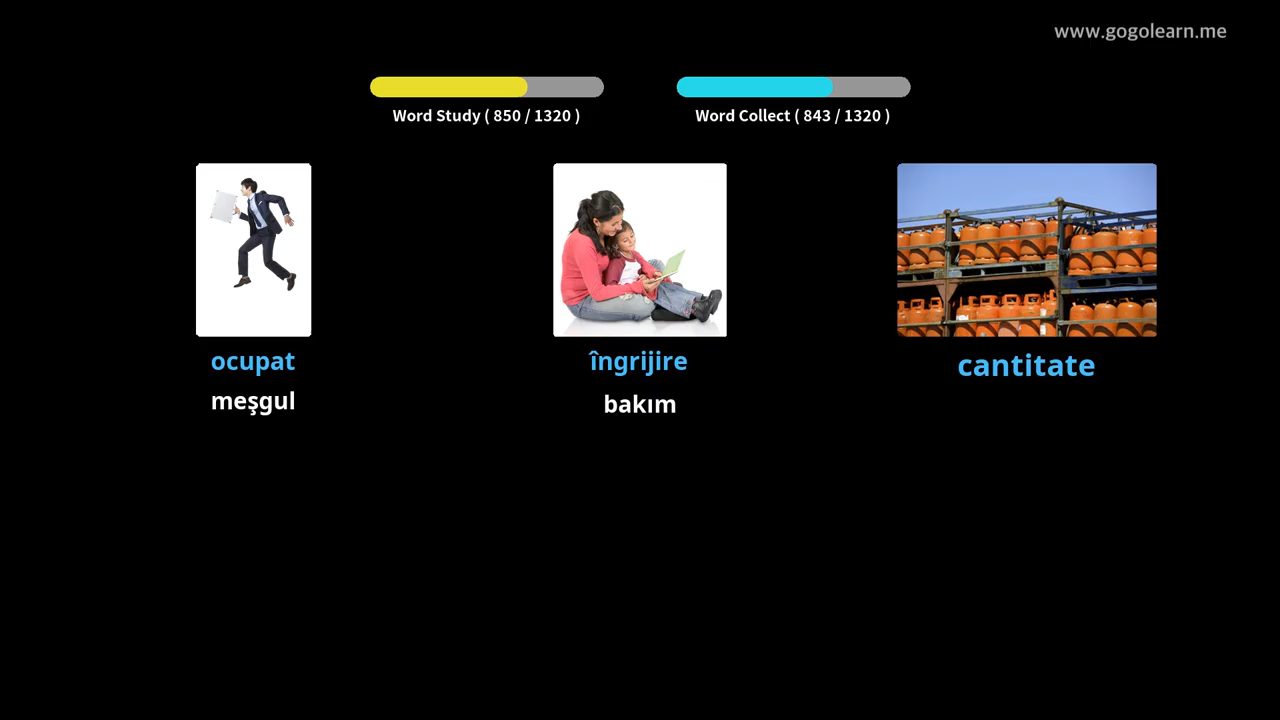 www.gogolearn.me
Word Study ( 850 / 1320 )
Word Collect ( 843 / 1320 )
ocupat
meşgul
îngrijire
bakım
cantitate